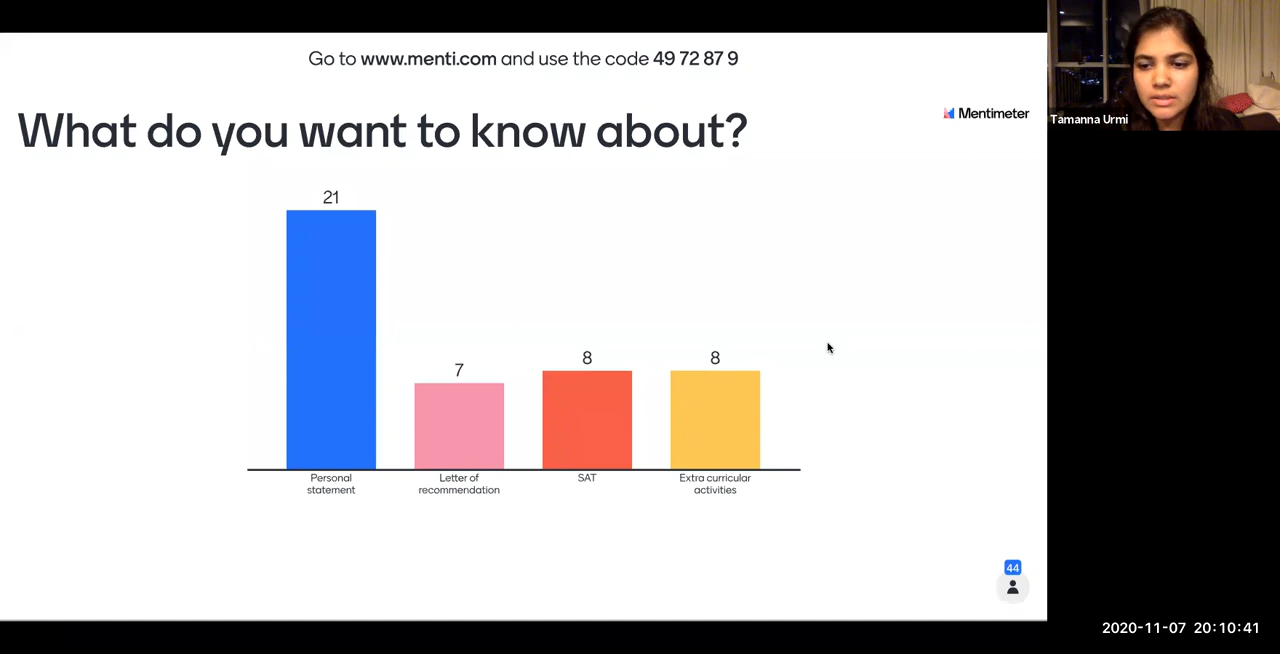 Go to www.menti.com and use the code 49 72 87 9
What do you want to know about?
Mentimeter
Tamanna Urmi
21
7
8
8
Personal
statement
Letter of
recommendation
SAT
Extra curricular
activities
44
2020-11-07 20:10:41